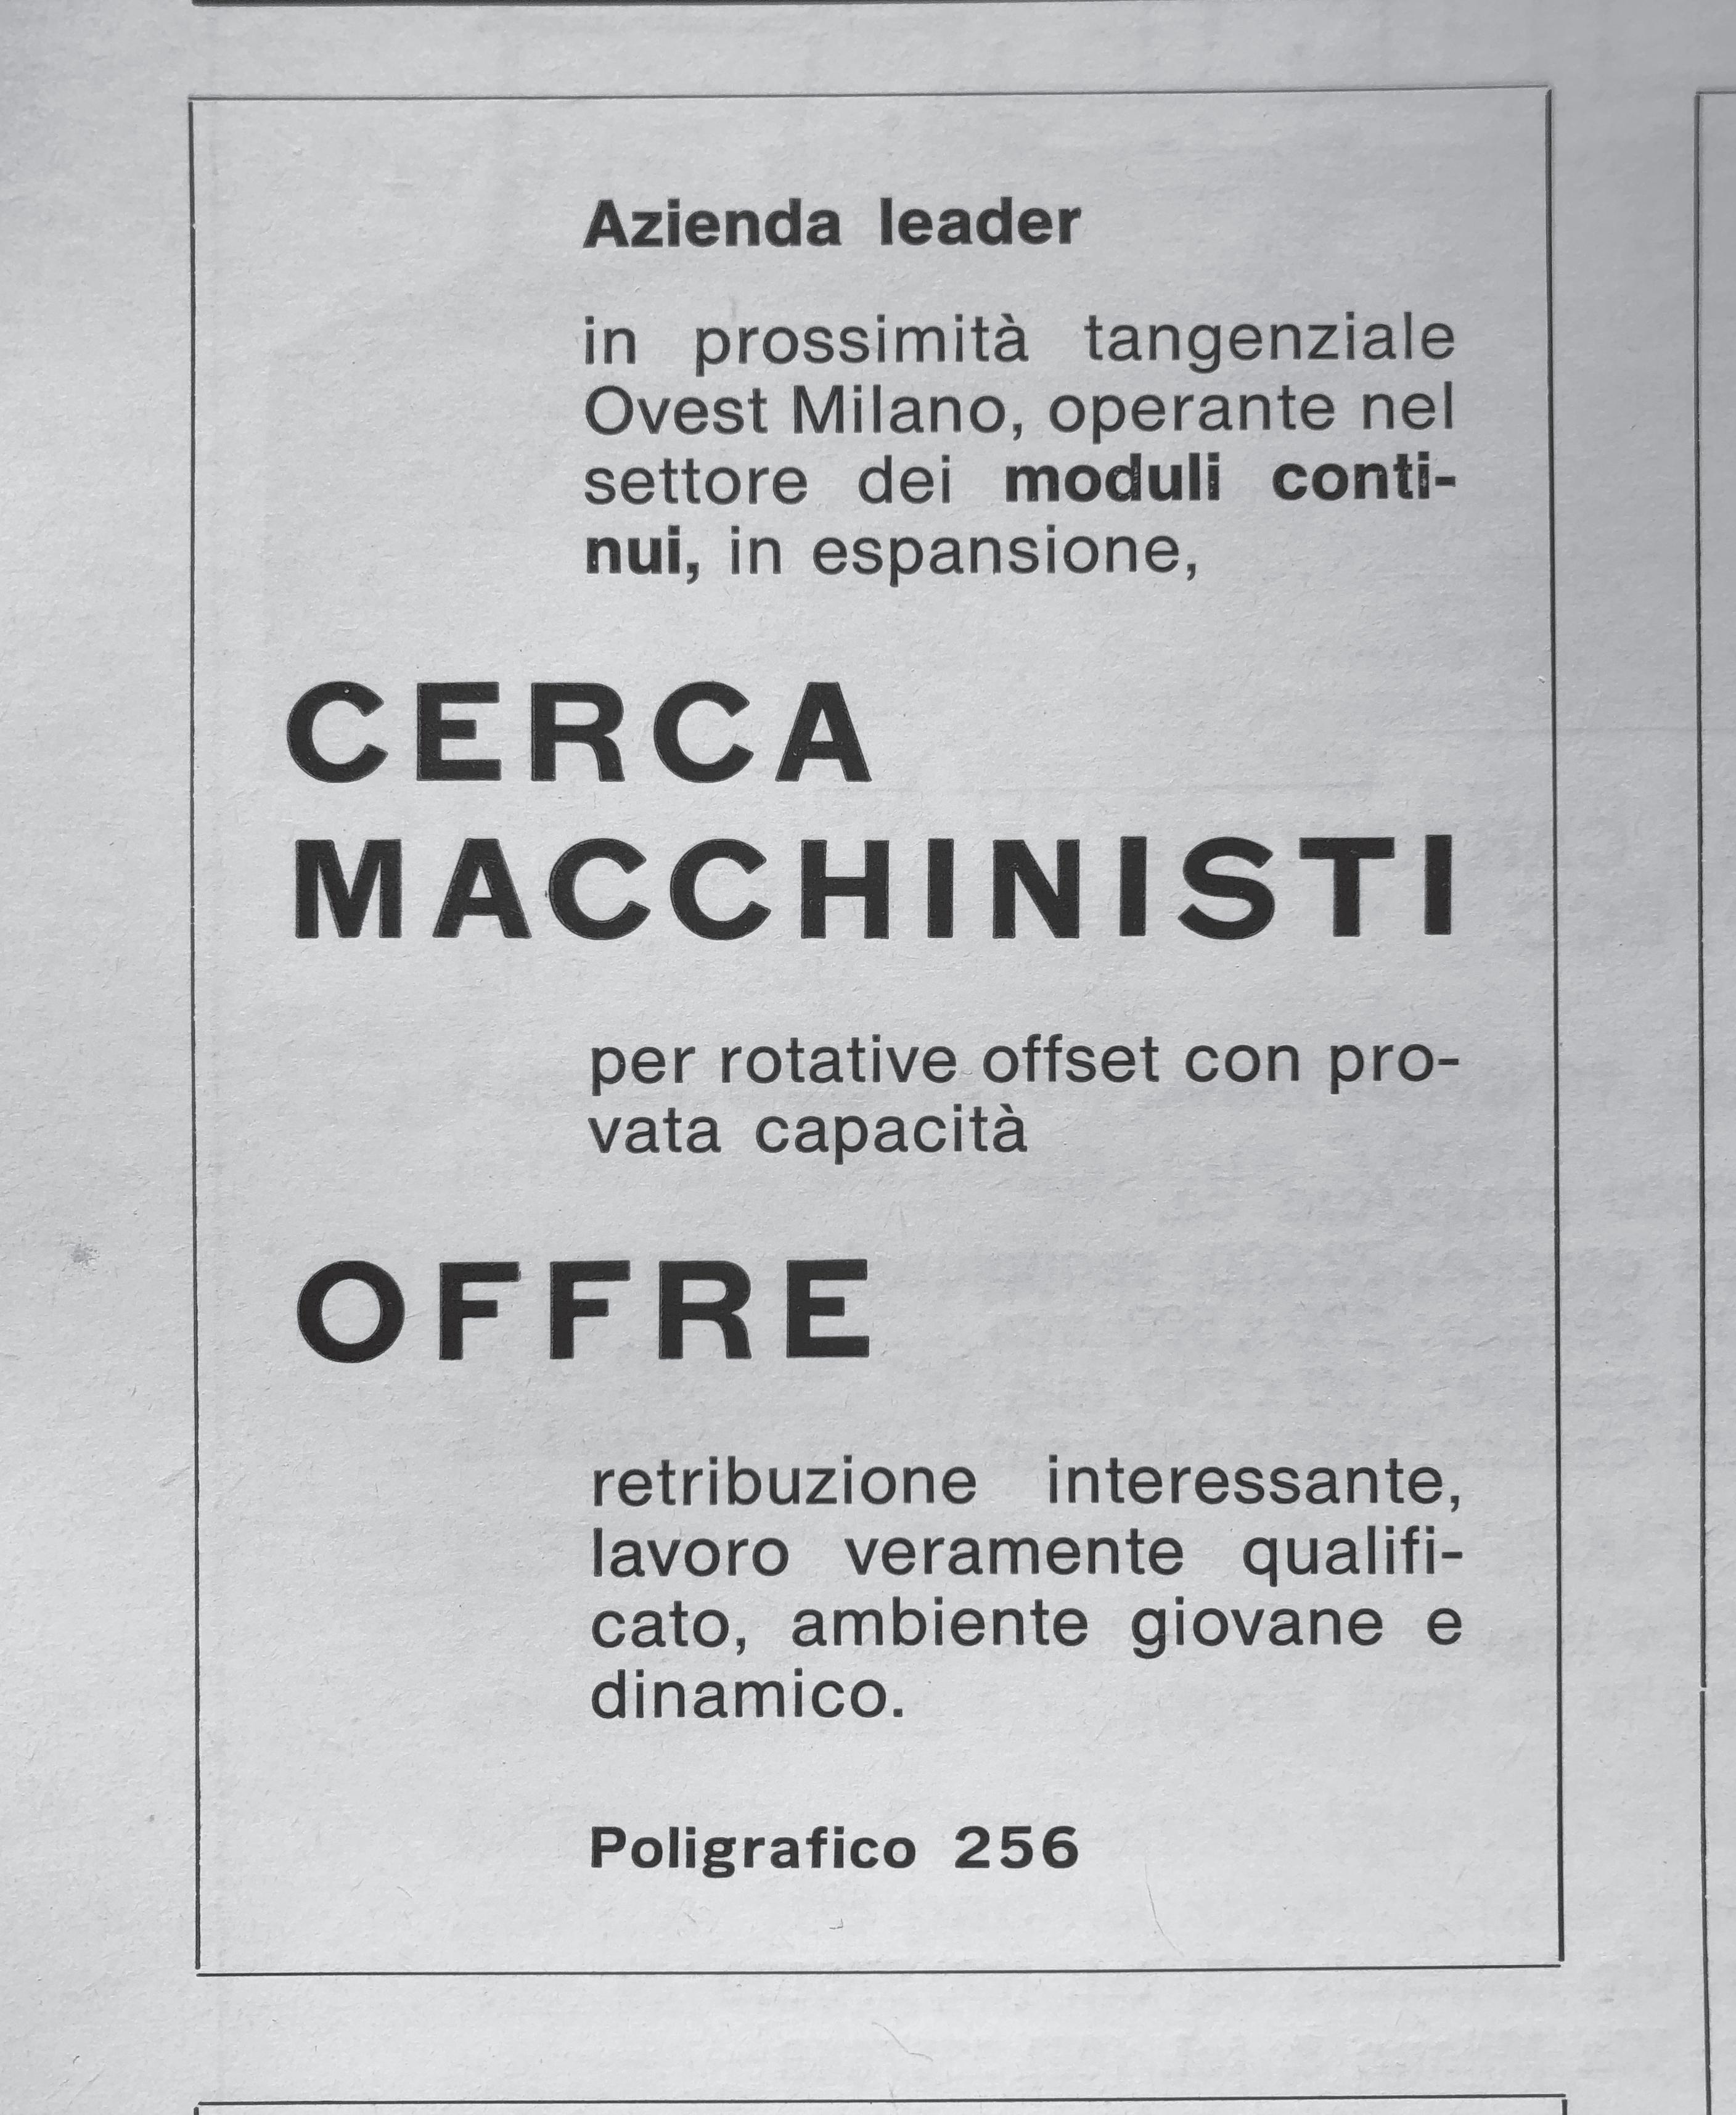 Azienda leader
in prossimità tangenziale
Ovest Milano, operante nel
settore dei moduli conti-
nui, in espansione,
CERCA
MACCHINISTI
per rotative offset con pro-
vata capacità
OFFRE
retribuzione interessante,
lavoro veramente qualifi-
cato, ambiente giovane e
dinamico.
Poligrafico 256